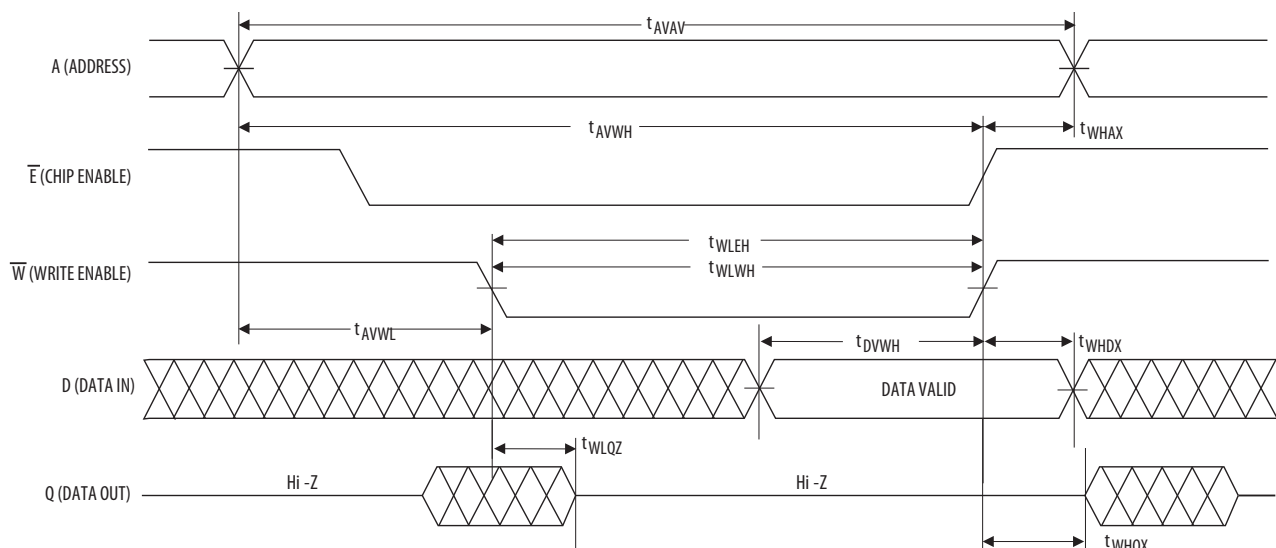 tAVAV
A (ADDRESS)
tAVWH
tWHAX
E (CHIP ENABLE)
tWLEH
W (WRITE ENABLE)
tWLWH
tAVWL
tDVWH
tWHDX
D (DATA IN)
DATA VALID
tWLQZ
Q (DATA OUT)
Hi -Z
Hi -Z
tWHQX